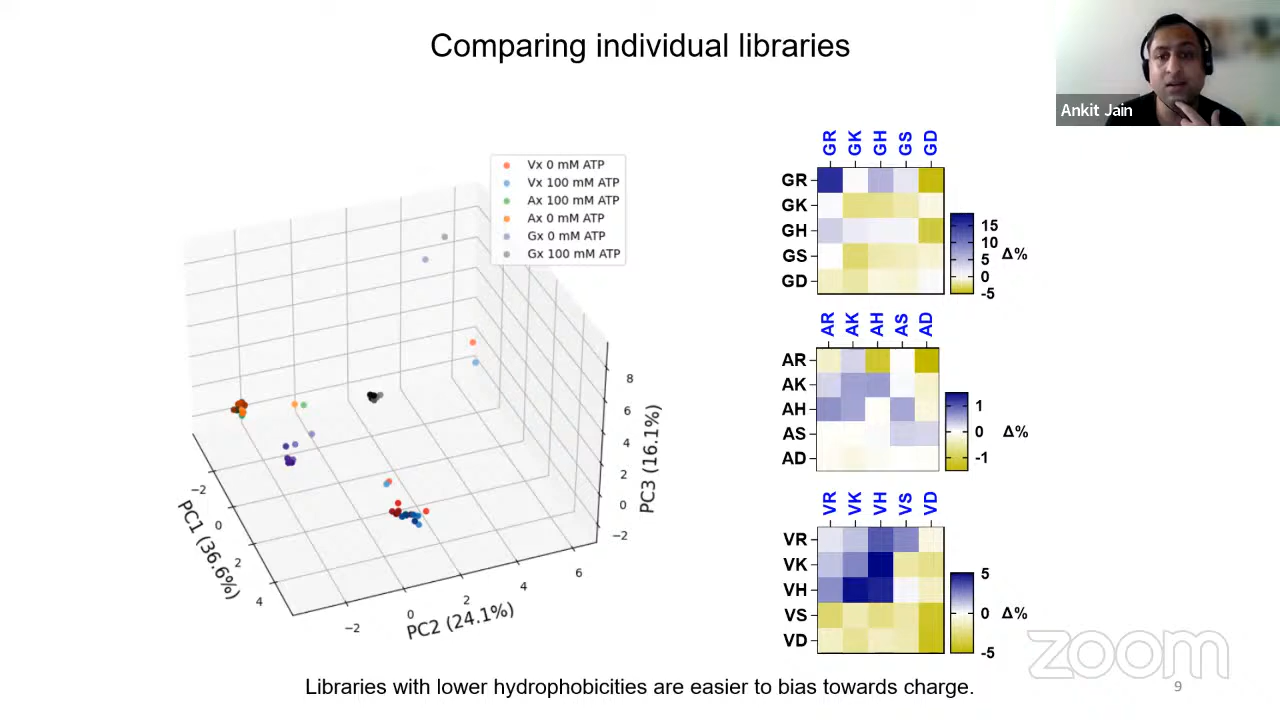 Comparing individual libraries
Ankit Jain
Vx 0 mM ATP
Vx 100 mM ATP
Ax 100 mM ATP
Ax 0 mM ATP
Gx 0 mM ATP
Gx 100 mM ATP
8
6
4
2
0
−2
PC3 (16.1%)
−2
0
2
4
PC1 (36.6%)
−2
0
2
4
6
PC2 (24.1%)
GR GK GH GS GD
GR
GK
GH
GS
GD
15
10
5
0
-5
Δ%
AR AK AH AS AD
AR
AK
AH
AS
AD
1
0
-1
Δ%
VR VK VH VS VD
VR
VK
VH
VS
VD
5
0
-5
Δ%
zoom
Libraries with lower hydrophobicities are easier to bias towards charge.
9